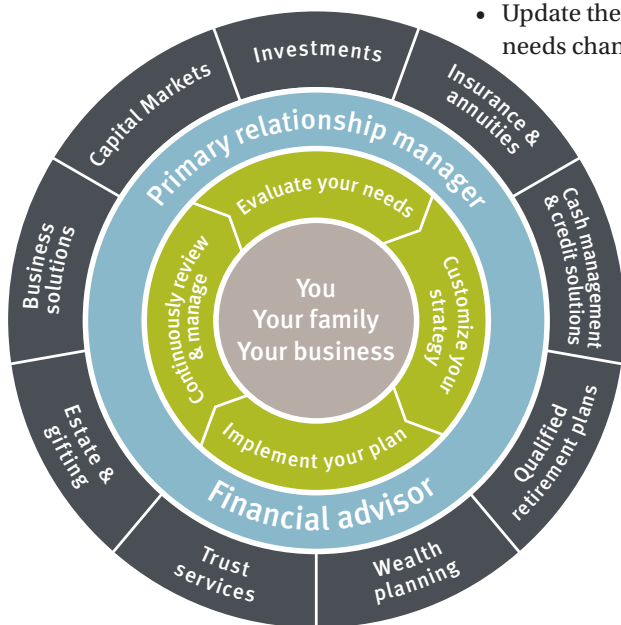 • Update the
needs chan
Investments
Insurance &
annuities
Cash management
& credit solutions
Qualified
retirement plans
Wealth
planning
Trust
services
Estate &
gifting
Business
solutions
Capital Markets
Primary relationship manager
Financial advisor
Evaluate your needs
Customize your
strategy
Implement your plan
Continuously review
& manage
You
Your family
Your business